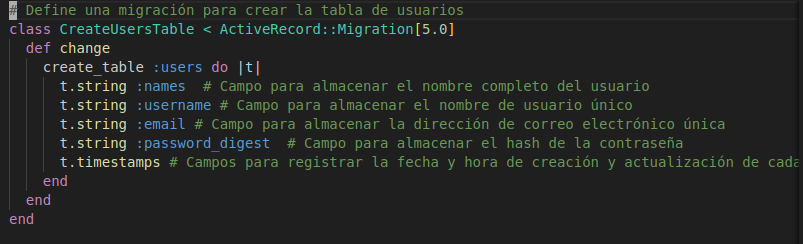 # Define una migración para crear la tabla de usuarios
class CreateUsersTable < ActiveRecord::Migration[5.0]
  def change
    create_table :users do |t|
      t.string :names  # Campo para almacenar el nombre completo del usuario
      t.string :username # Campo para almacenar el nombre de usuario único
      t.string :email # Campo para almacenar la dirección de correo electrónico única
      t.string :password_digest  # Campo para almacenar el hash de la contraseña
      t.timestamps # Campos para registrar la fecha y hora de creación y actualización de cada
    end
  end
end